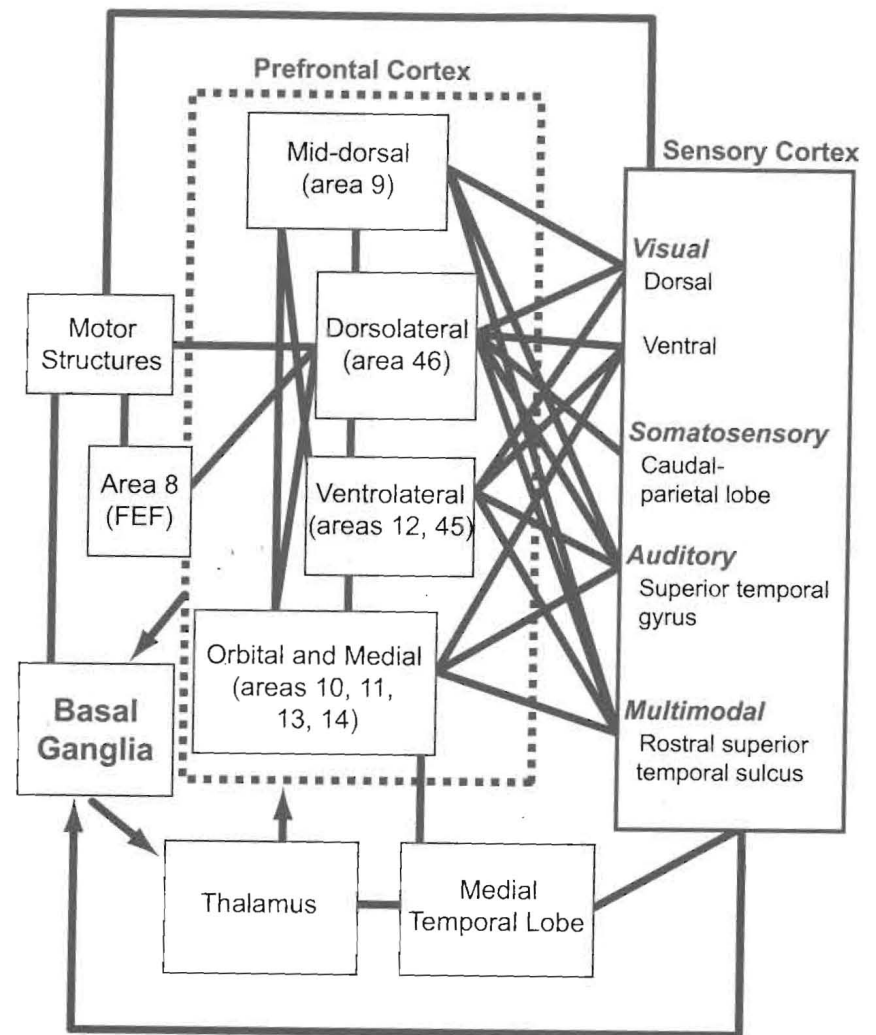 Prefrontal Cortex
Mid-dorsal
(area 9)
Sensory Cortex
Visual
Dorsal
Ventral
Somatosensory
Caudal-
parietal lobe
Auditory
Superior temporal
gyrus
Multimodal
Rostral superior
temporal sulcus
Motor
Structures
Dorsolateral
(area 46)
Area 8
(FEF)
Ventrolateral
(areas 12, 45)
Orbital and Medial
(areas 10, 11,
13, 14)
Basal
Ganglia
Thalamus
Medial
Temporal Lobe